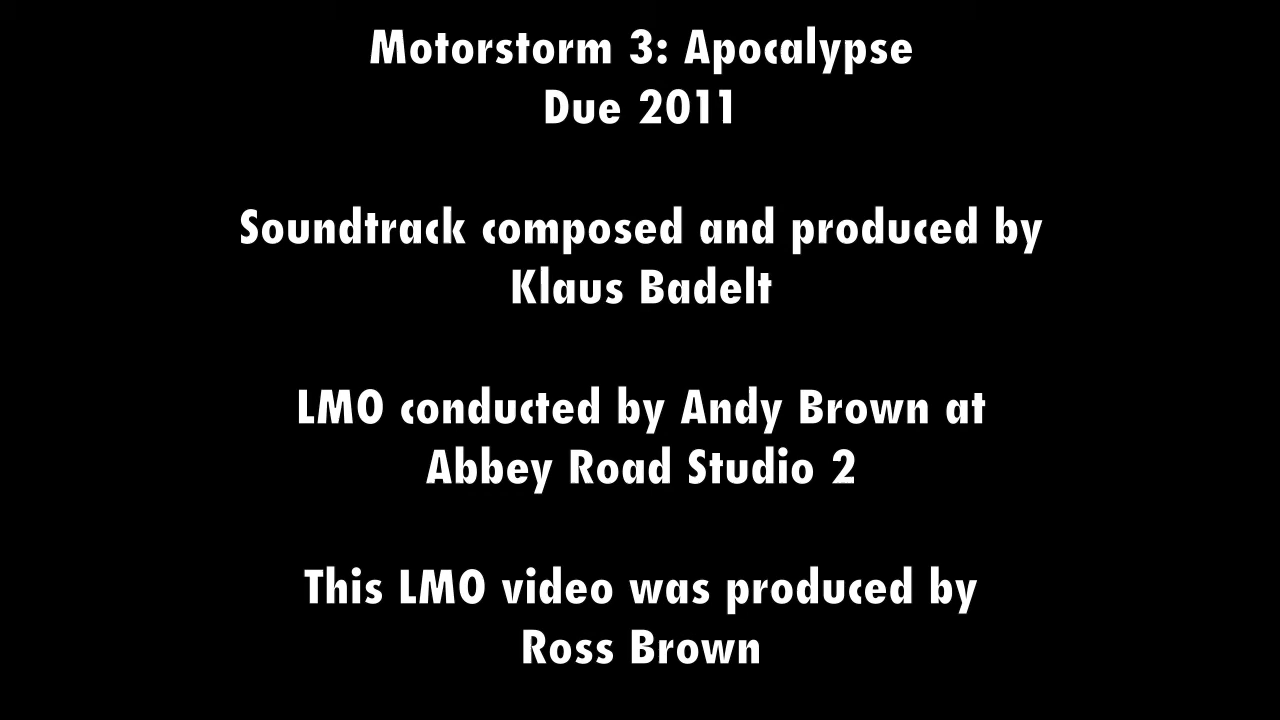 Motorstorm 3: Apocalypse
Due 2011
Soundtrack composed and produced by
Klaus Badelt
LMO conducted by Andy Brown at
Abbey Road Studio 2
This LMO video was produced by
Ross Brown